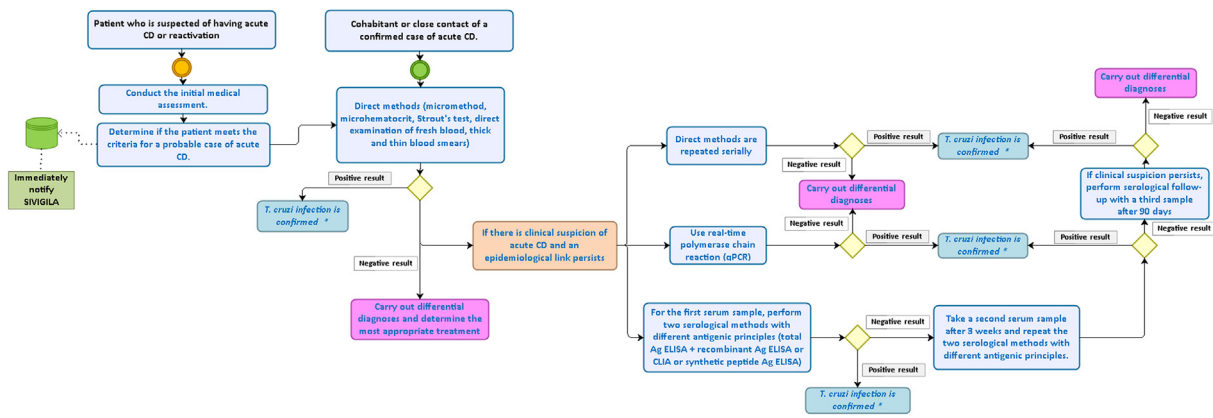 Patient who is suspected of having acute
CD or reactivation
Cohabitant or close contact of a
confirmed case of acute CD.
Conduct the initial medical
assessment.
Determine if the patient meets the
criteria for a probable case of acute
CD.
Immediately
notify
SIVIGILA
Direct methods (micromethod,
microhematocrit, Strout's test, direct
examination of fresh blood, thick
and thin blood smears)
Positive result
T. cruzi infection is
confirmed *
Negative result
Carry out differential
diagnoses and determine the
most appropriate treatment
If there is clinical suspicion of
acute CD and an
epidemiological link persists
Direct methods are
repeated serially
Positive result
T. cruzi infection is
confirmed *
Negative result
Carry out differential
diagnoses
Use real-time
polymerase chain
reaction (qPCR)
Negative result
Positive result
T. cruzi infection is
confirmed *
For the first serum sample, perform
two serological methods with
different antigenic principles (total
Ag ELISA + recombinant Ag ELISA or
CLIA or synthetic peptide Ag ELISA)
Negative result
Positive result
T. cruzi infection is
confirmed *
Take a second serum sample
after 3 weeks and repeat the
two serological methods with
different antigenic principles.
Positive result
Negative result
If clinical suspicion persists,
perform serological follow-
up with a third sample
after 90 days
Positive result
Negative result
Carry out differential
diagnoses